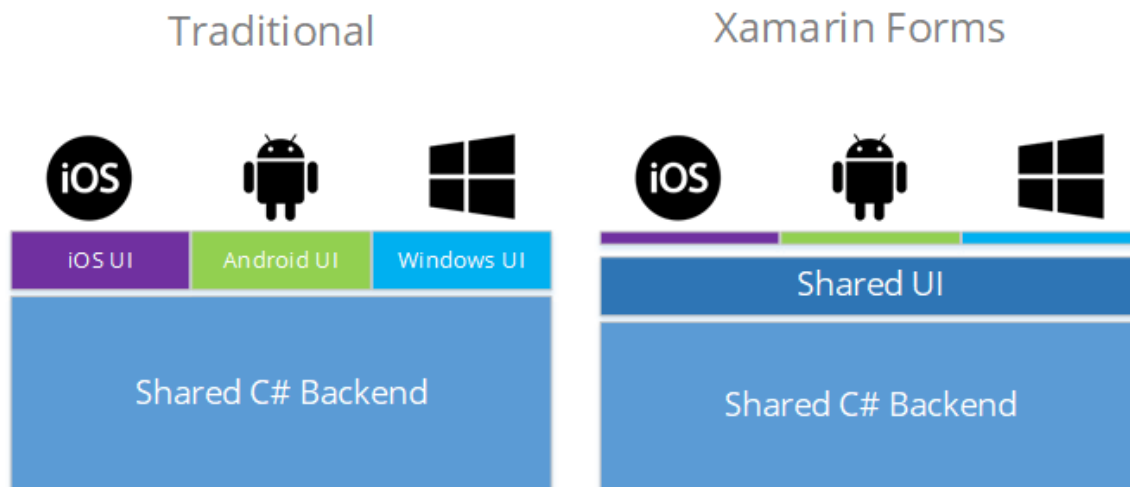 Traditional
iOS
iOS UI
Android UI
Windows UI
Shared C# Backend
Xamarin Forms
iOS
Shared UI
Shared C# Backend